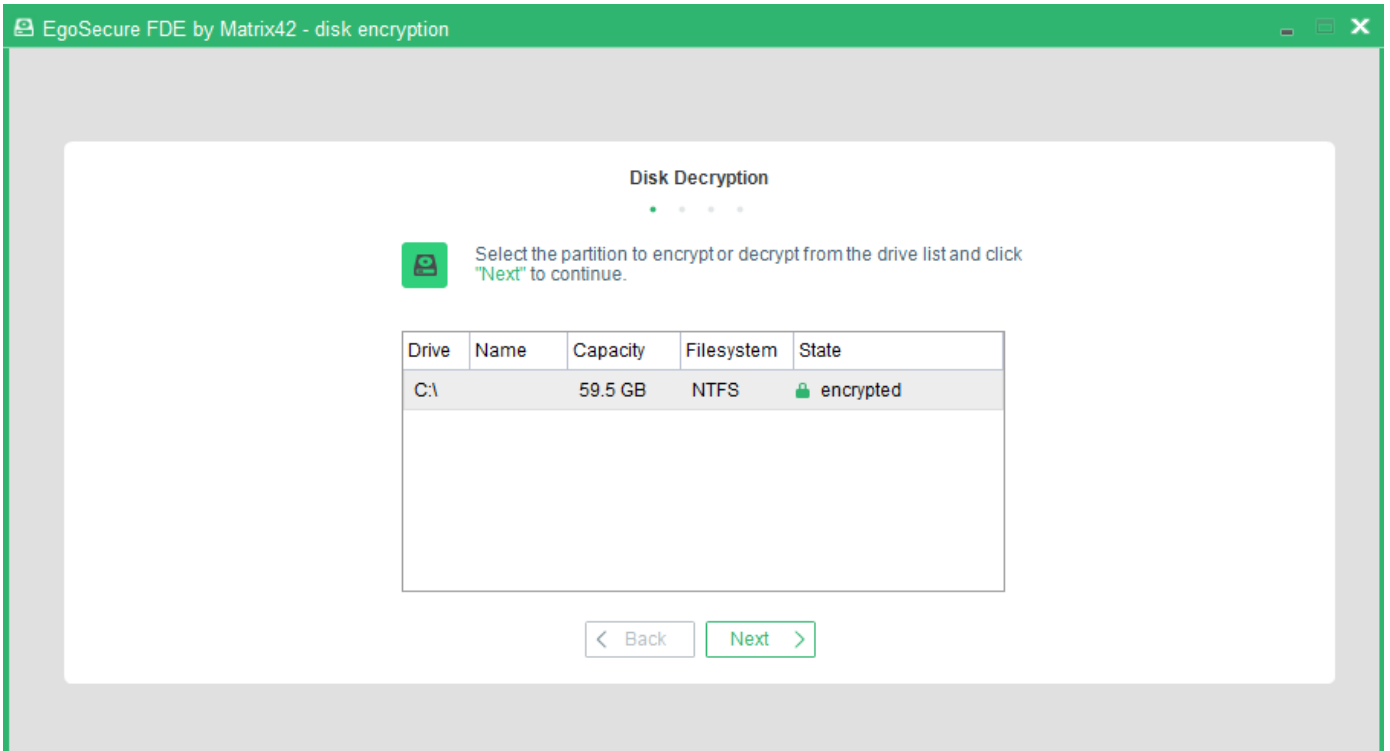 EgoSecure FDE by Matrix42 - disk encryption
Disk Decryption
Select the partition to encrypt or decrypt from the drive list and click
"Next" to continue.
Drive Name Capacity Filesystem State
C:\ 59.5 GB NTFS encrypted
Back Next